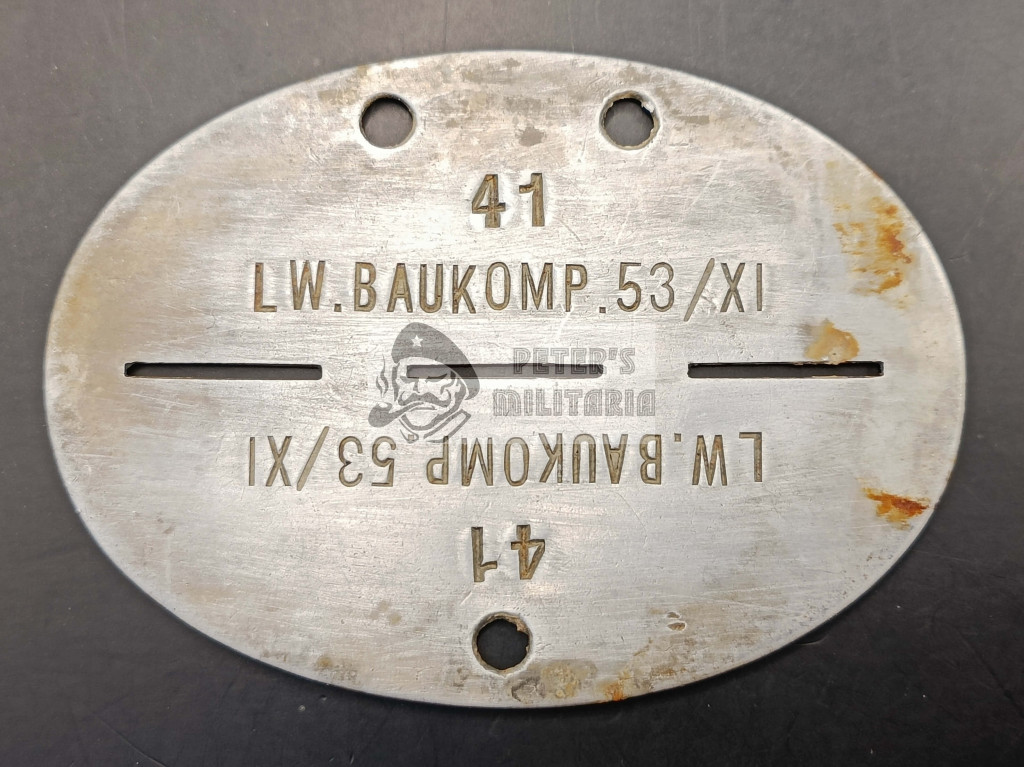 41
LW.BAUKOMP.53/XI
PETER'S
MILITARIA
LW.BAUKOMP 53/XI
41